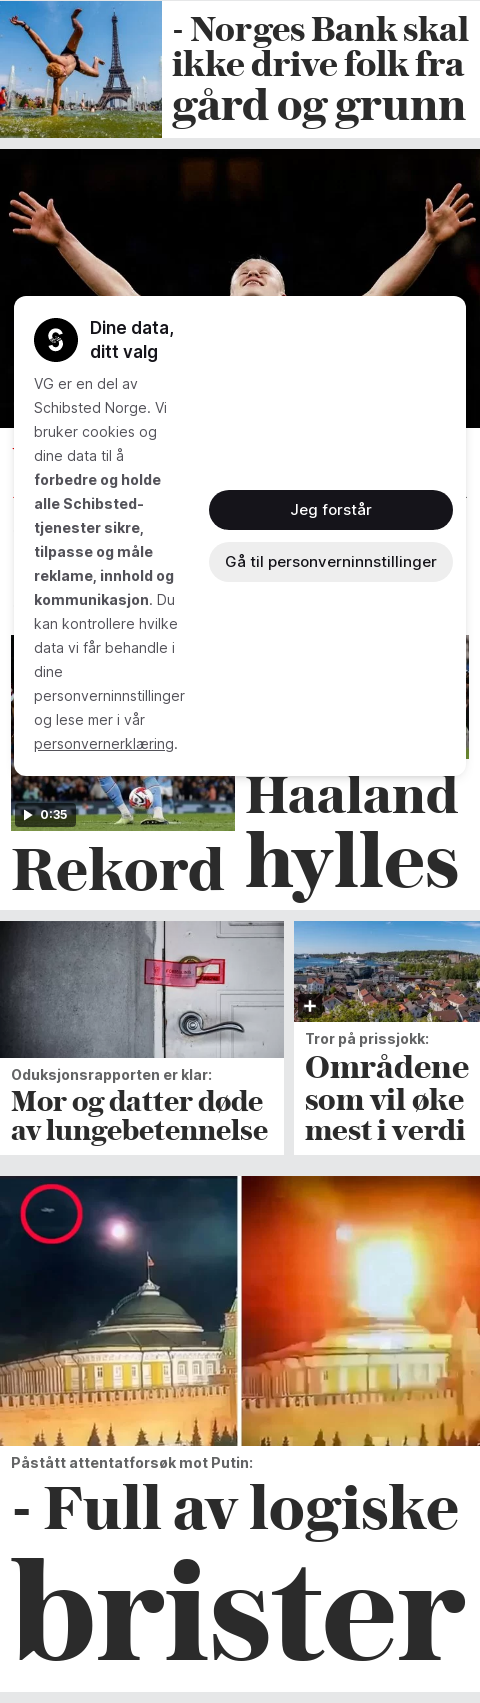 - Norges Bank skal
ikke drive folk fra
gård og grunn
Dine data,
ditt valg
VG er en del av
Schibsted Norge. Vi
bruker cookies og
dine data til å
forbedre og holde
alle Schibsted-
tjenester sikre,
tilpasse og måle
reklame, innhold og
kommunikasjon. Du
kan kontrollere hvilke
data vi får behandle i
dine
personverninnstillinger
og lese mer i vår
personvernerklæring.
Jeg forstår
Gå til personverninnstillinger
0:35
Rekord
Haaland
hylles
Oduksjonsrapporten er klar:
Mor og datter døde
av lungebetennelse
Tror på prissjokk:
Områdene
som vil øke
mest i verdi
Påstått attentatforsøk mot Putin:
- Full av logiske
brister